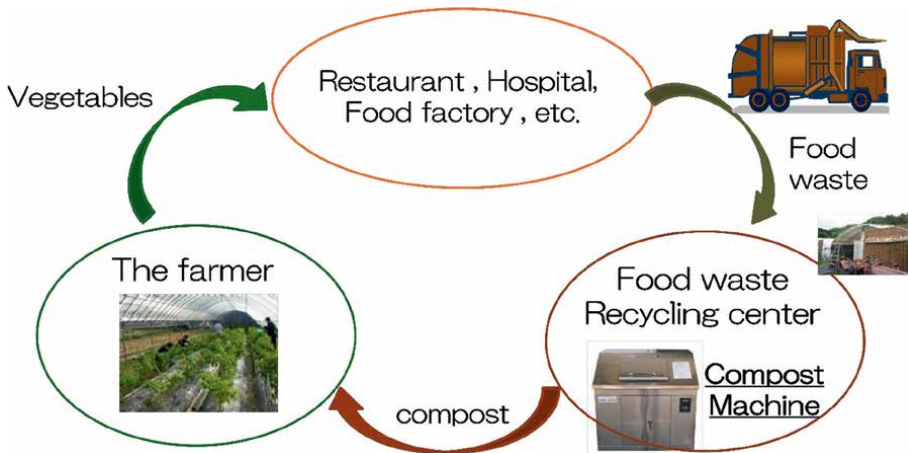 Vegetables
Restaurant , Hospital,
Food factory , etc.
Food
waste
The farmer
Food waste
Recycling center
Compost
Machine
compost